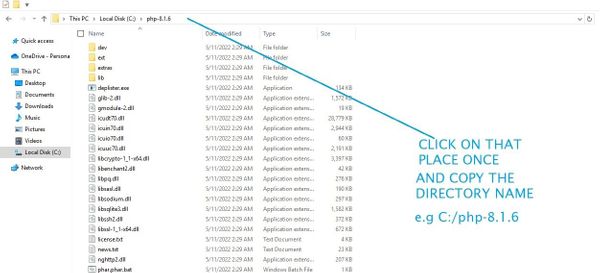 This PC > Local Disk (C:) > php-8.1.6
Name Date modified Type Size
Quick access
OneDrive - Persona
This PC
Desktop
Documents
Downloads
Music
Pictures
Videos
Local Disk (C:)
Network
dev 5/11/2022 2:29 AM File folder
ext 5/11/2022 2:29 AM File folder
extras 5/11/2022 2:29 AM File folder
lib 5/11/2022 2:29 AM File folder
deplister.exe 5/11/2022 2:29 AM Application 134 KB
glib-2.dll 5/11/2022 2:29 AM Application extens... 1,572 KB
gmodule-2.dll 5/11/2022 2:29 AM Application extens... 19 KB
icudt70.dll 5/11/2022 2:29 AM Application extens... 28,779 KB
icuin70.dll 5/11/2022 2:29 AM Application extens... 2,944 KB
icuio70.dll 5/11/2022 2:29 AM Application extens... 60 KB
icuuc70.dll 5/11/2022 2:29 AM Application extens... 2,101 KB
libcrypto-1_1-x64.dll 5/11/2022 2:29 AM Application extens... 3,397 KB
libenchant2.dll 5/11/2022 2:29 AM Application extens... 42 KB
libpq.dll 5/11/2022 2:29 AM Application extens... 276 KB
libsasl.dll 5/11/2022 2:29 AM Application extens... 190 KB
libsodium.dll 5/11/2022 2:29 AM Application extens... 297 KB
libsqlite3.dll 5/11/2022 2:29 AM Application extens... 1,582 KB
libssh2.dll 5/11/2022 2:29 AM Application extens... 372 KB
libssl-1_1-x64.dll 5/11/2022 2:29 AM Application extens... 672 KB
license.txt 5/11/2022 2:29 AM Text Document 4 KB
news.txt 5/11/2022 2:29 AM Text Document 23 KB
nghttp2.dll 5/11/2022 2:29 AM Application extens... 207 KB
phar.phar.bat 5/11/2022 2:29 AM Windows Batch File 1 KB
CLICK ON THAT
PLACE ONCE
AND COPY THE
DIRECTORY NAME
e.g C:/php-8.1.6